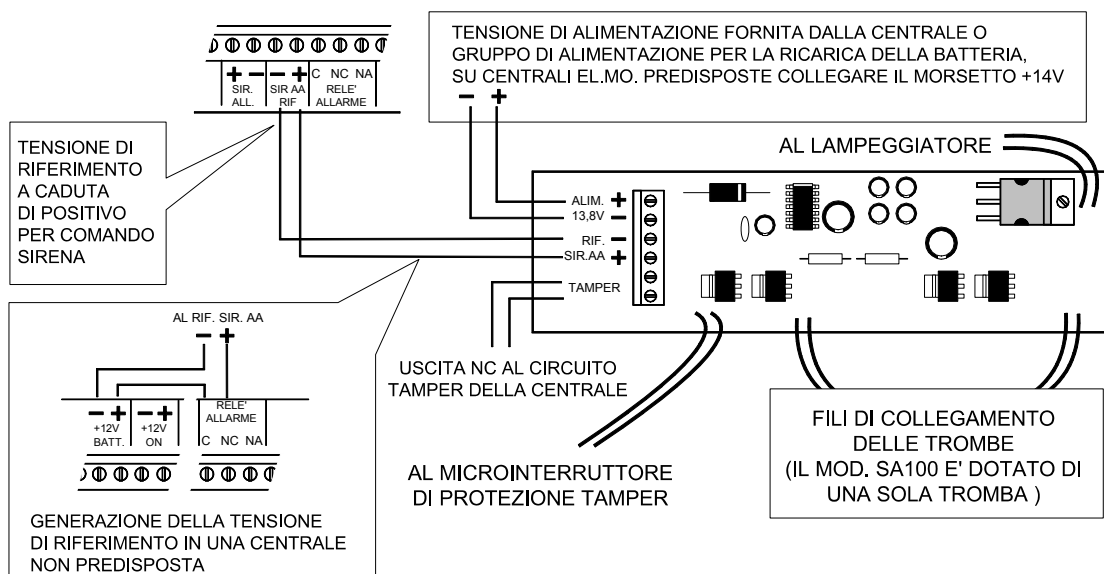 TENSIONE DI ALIMENTAZIONE FORNITA DALLA CENTRALE O
GRUPPO DI ALIMENTAZIONE PER LA RICARICA DELLA BATTERIA,
SU CENTRALI EL.MO. PREDISPOSTE COLLEGARE IL MORSETTO +14V
− +
+ − − + C NC NA
SIR. SIR AA RELE'
ALL. RIF ALLARME
TENSIONE DI
RIFERIMENTO
A CADUTA
DI POSITIVO
PER COMANDO
SIRENA
AL LAMPEGGIATORE
ALIM. +
13,8V −
RIF. −
SIR.AA +
TAMPER
USCITA NC AL CIRCUITO
TAMPER DELLA CENTRALE
AL MICROINTERRUTTORE
DI PROTEZIONE TAMPER
FILI DI COLLEGAMENTO
DELLE TROMBE
(IL MOD. SA100 E' DOTATO DI
UNA SOLA TROMBA )
AL RIF. SIR. AA
− +
− + − + RELE'
+12V +12V ALLARME
BATT. ON C NC NA
GENERAZIONE DELLA TENSIONE
DI RIFERIMENTO IN UNA CENTRALE
NON PREDISPOSTA